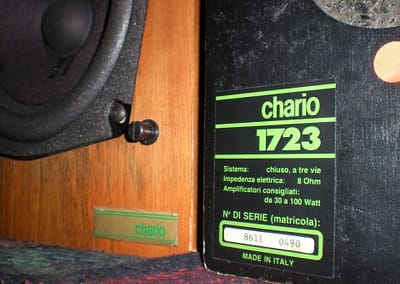 chario
chario
1723
Sistema: chiuso, a tre vie
Impedenza elettrica: 8 Ohm
Amplificatori consigliati:
da 30 a 100 Watt
N° DI SERIE (matricola):
8611 0490
MADE IN ITALY